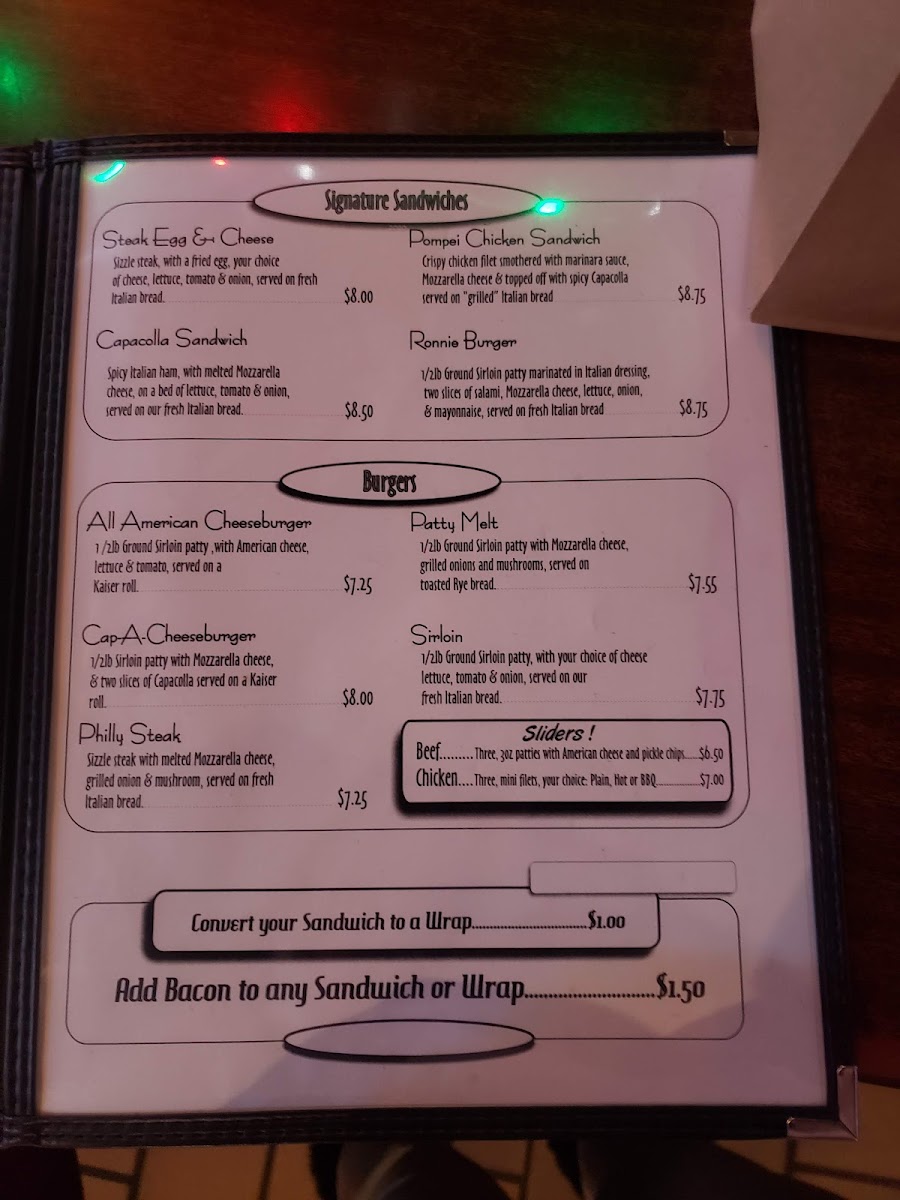 Signature Sandwiches
Steak Egg & Cheese
Sizzle steak, with a fried egg, your choice
of cheese, lettuce, tomato & onion, served on fresh
Italian bread. $8.00
Capacolla Sandwich
Spicy Italian ham, with melted Mozzarella
cheese, on a bed of lettuce, tomato & onion,
served on our fresh Italian bread. $8.50
Pompei Chicken Sandwich
Crispy chicken filet smothered with marinara sauce,
Mozzarella cheese & topped off with spicy Capacolla
served on "grilled" Italian bread $8.75
Ronnie Burger
1/2lb Ground Sirloin patty marinated in Italian dressing,
two slices of salami, Mozzarella cheese, lettuce, onion,
& mayonnaise, served on fresh Italian bread $8.75
Burgers
All American Cheeseburger
1/2lb Ground Sirloin patty ,with American cheese,
lettuce & tomato, served on a
Kaiser roll. $7.25
Cap-A-Cheeseburger
1/2lb Sirloin patty with Mozzarella cheese,
& two slices of Capacolla served on a Kaiser
roll. $8.00
Philly Steak
Sizzle steak with melted Mozzarella cheese,
grilled onion & mushroom, served on fresh
Italian bread. $7.25
Patty Melt
1/2lb Ground Sirloin patty with Mozzarella cheese,
grilled onions and mushrooms, served on
toasted Rye bread. $7.55
Sirloin
1/2lb Ground Sirloin patty, with your choice of cheese
lettuce, tomato & onion, served on our
fresh Italian bread. $7.75
Sliders !
Beef.........Three, 3oz patties with American cheese and pickle chips.....$6.50
Chicken....Three, mini filets, your choice: Plain, Hot or BBQ...............$7.00
Convert your Sandwich to a Wrap..................................$1.00
Add Bacon to any Sandwich or Wrap...........................$1.50